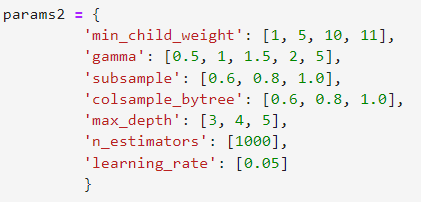 params2 = {
'min_child_weight': [1, 5, 10, 11],
'gamma': [0.5, 1, 1.5, 2, 5],
'subsample': [0.6, 0.8, 1.0],
'colsample_bytree': [0.6, 0.8, 1.0],
'max_depth': [3, 4, 5],
'n_estimators': [1000],
'learning_rate': [0.05]
}